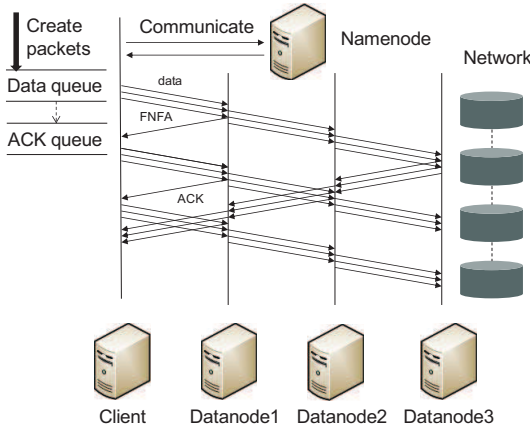 Create
packets
Communicate
Namenode
Network
Data queue
data
FNFA
ACK queue
ACK
Client
Datanode1
Datanode2
Datanode3